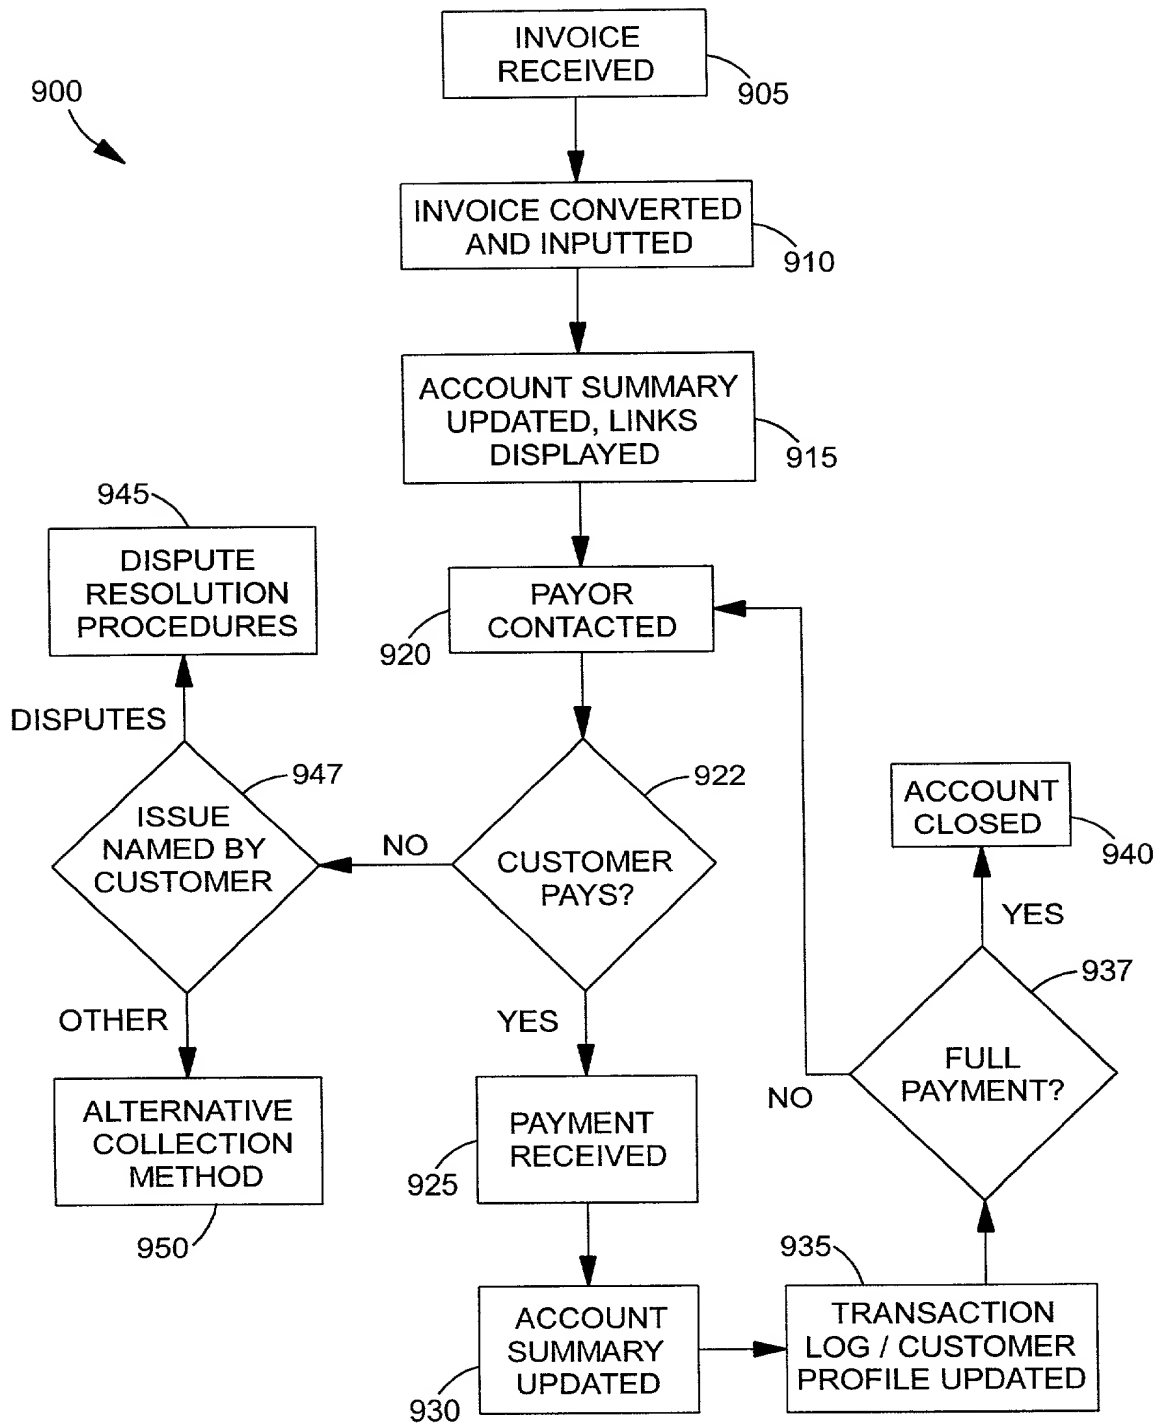 INVOICE
RECEIVED
905
900
INVOICE CONVERTED
AND INPUTTED
910
ACCOUNT SUMMARY
UPDATED, LINKS
DISPLAYED
915
945
DISPUTE
RESOLUTION
PROCEDURES
PAYOR
CONTACTED
920
DISPUTES
947
ISSUE
NAMED BY
CUSTOMER
NO
922
CUSTOMER
PAYS?
ACCOUNT
CLOSED
940
YES
937
FULL
PAYMENT?
NO
OTHER
YES
ALTERNATIVE
COLLECTION
METHOD
950
PAYMENT
RECEIVED
925
935
ACCOUNT
SUMMARY
UPDATED
930
TRANSACTION
LOG / CUSTOMER
PROFILE UPDATED